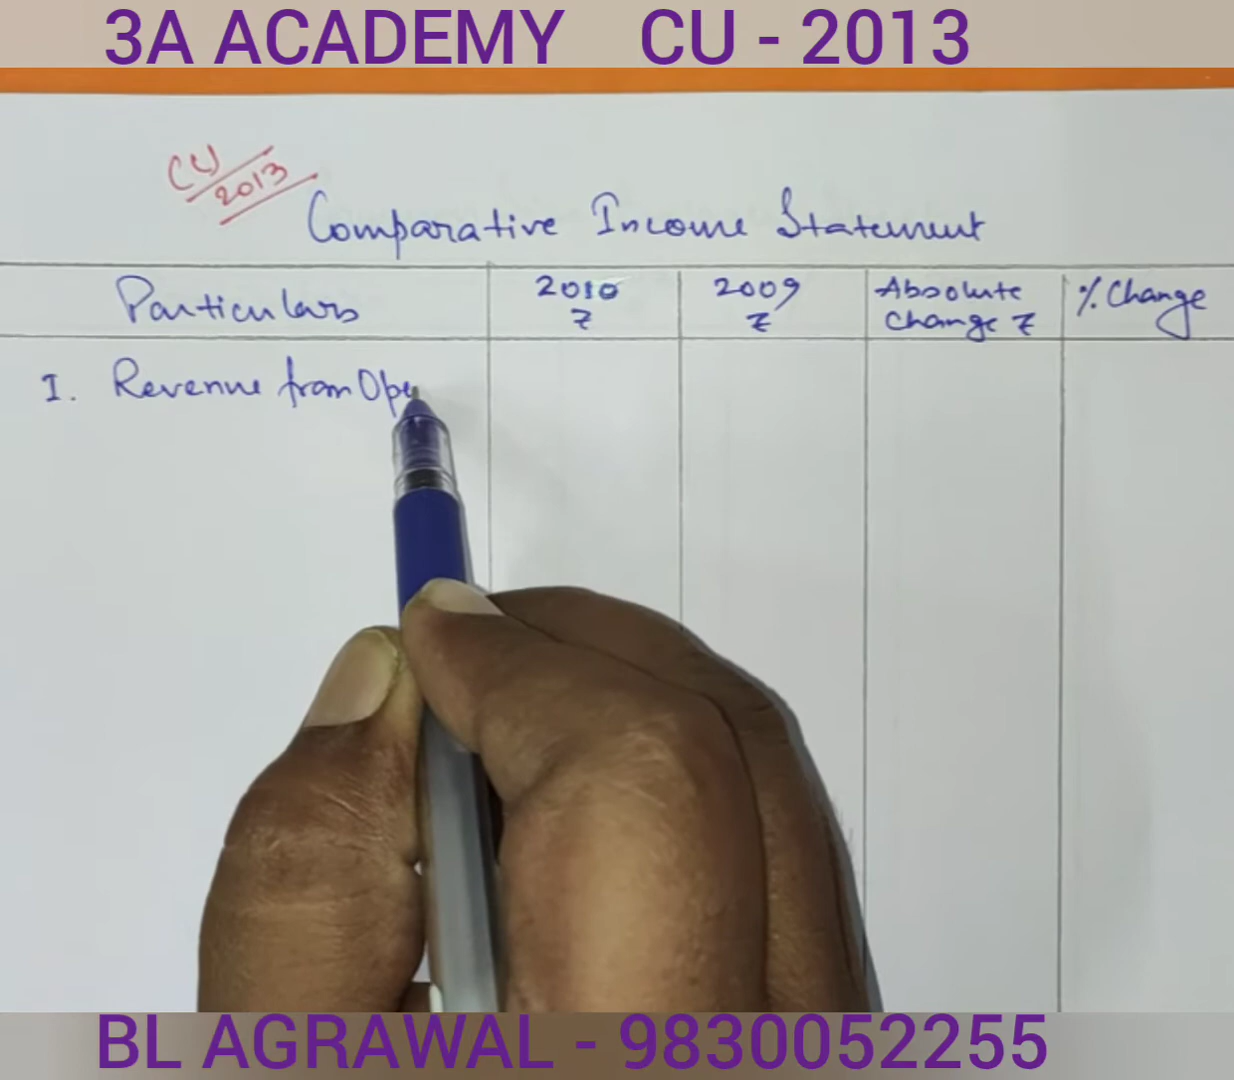 3A ACADEMY CU - 2013
CU
2013
Comparative Income Statement
Particulars
2010
₹
2009
₹
Absolute
Change ₹
% Change
I. Revenue from Ope
BL AGRAWAL - 9830052255